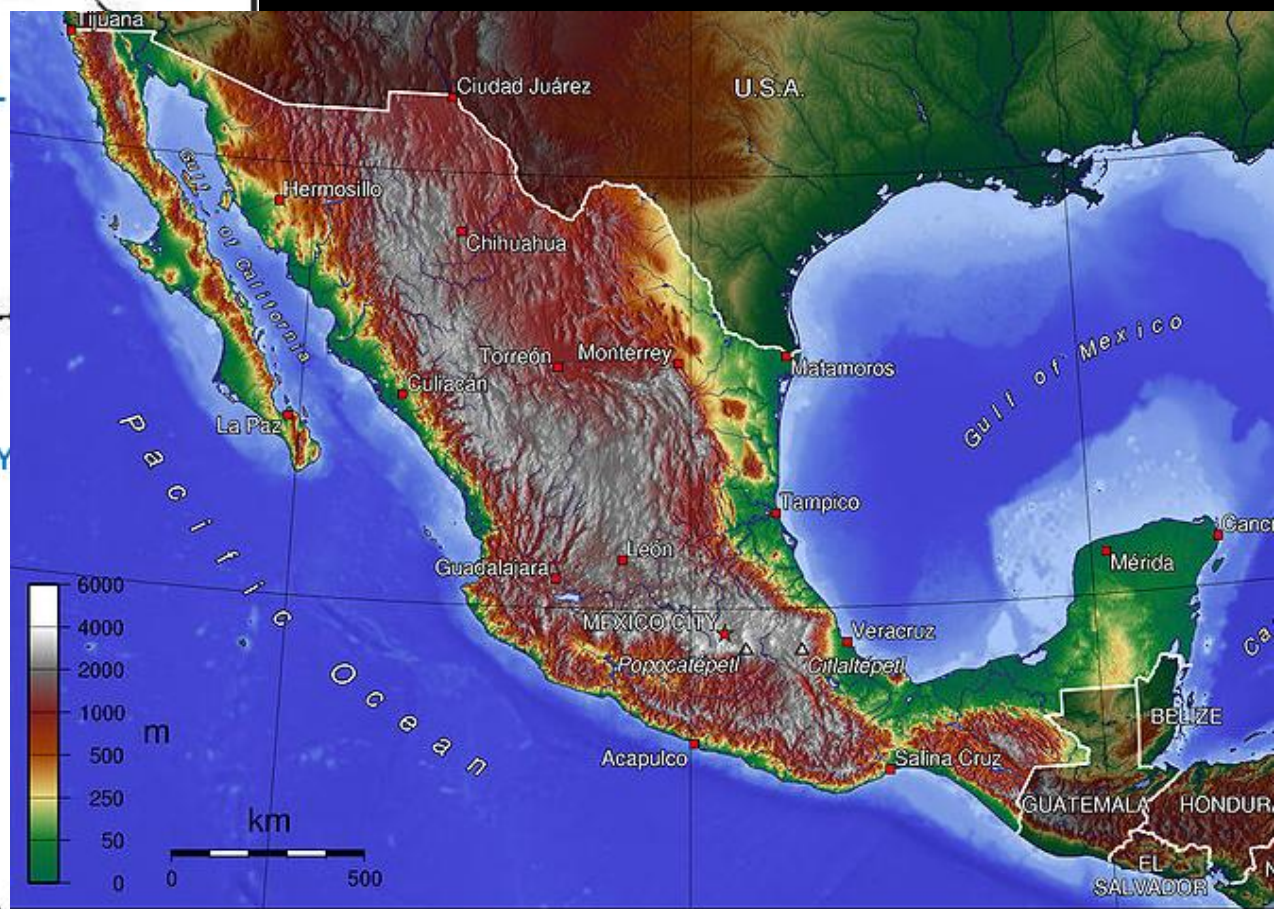 Tijuana
Ciudad Juárez
U.S.A.
Gulf of California
Hermosillo
Chihuahua
Torreón
Monterrey
Matamoros
Gulf of Mexico
Culiacán
La Paz
Y
Pacific Ocean
Tampico
León
Guadalajara
Mérida
MEXICO CITY
Veracruz
Popocatépetl
Citlaltépetl
Acapulco
Salina Cruz
BELIZE
GUATEMALA
HONDUR
EL
SALVADOR
N
6000
4000
2000
1000
500
250
50
0
m
km
0
500